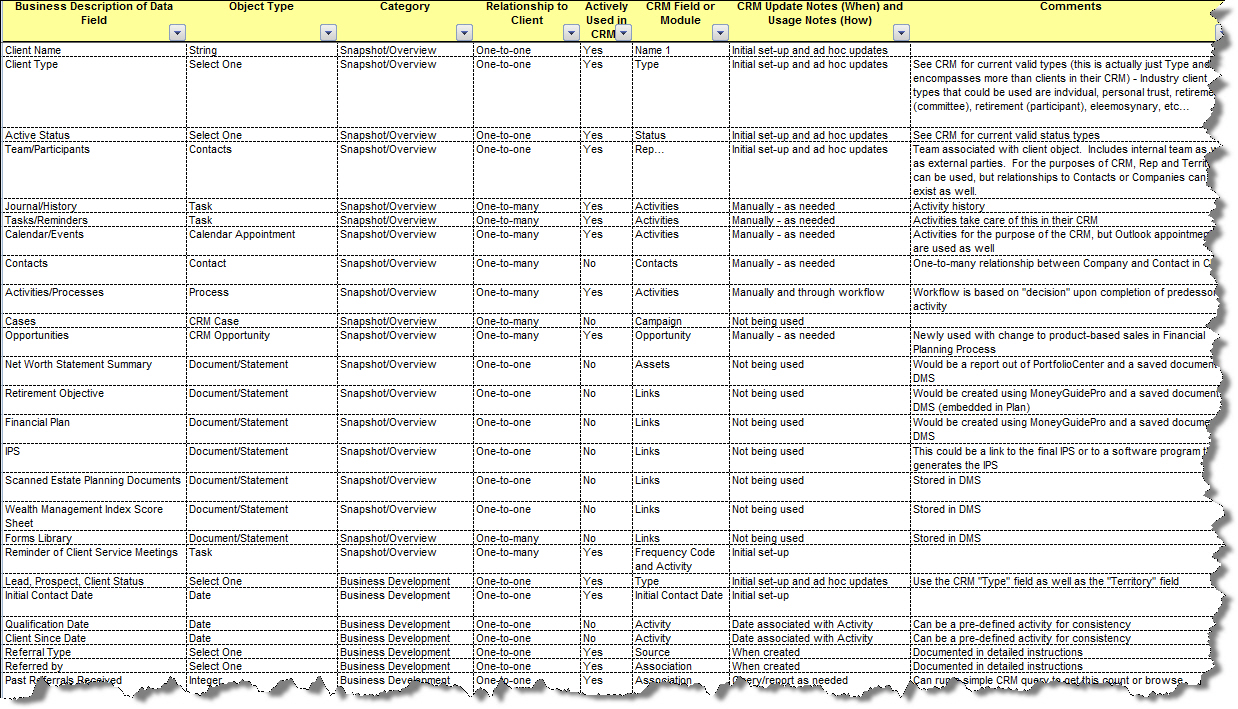 Business Description of Data Field | Object Type | Category | Relationship to Client | Actively Used in CRM | CRM Field or Module | CRM Update Notes (When) and Usage Notes (How) | Comments
Client Name | String | Snapshot/Overview | One-to-one | Yes | Name 1 | Initial set-up and ad hoc updates
Client Type | Select One | Snapshot/Overview | One-to-one | Yes | Type | Initial set-up and ad hoc updates | See CRM for current valid types (this is actually just Type and
encompasses more than clients in their CRM) - Industry client
types that could be used are indvidual, personal trust, retireme
(committee), retirement (participant), eleemosynary, etc...
Active Status | Select One | Snapshot/Overview | One-to-one | Yes | Status | Initial set-up and ad hoc updates | See CRM for current valid status types
Team/Participants | Contacts | Snapshot/Overview | One-to-one | Yes | Rep... | Initial set-up and ad hoc updates | Team associated with client object.  Includes internal team as
as external parties.  For the purposes of CRM, Rep and Territ
can be used, but relationships to Contacts or Companies can
exist as well.
Journal/History | Task | Snapshot/Overview | One-to-many | Yes | Activities | Manually - as needed | Activity history
Tasks/Reminders | Task | Snapshot/Overview | One-to-many | Yes | Activities | Manually - as needed | Activities take care of this in their CRM
Calendar/Events | Calendar Appointment | Snapshot/Overview | One-to-many | Yes | Activities | Manually - as needed | Activities for the purpose of the CRM, but Outlook appointmen
are used as well
Contacts | Contact | Snapshot/Overview | One-to-many | No | Contacts | Manually - as needed | One-to-many relationship between Company and Contact in C
Activities/Processes | Process | Snapshot/Overview | One-to-many | Yes | Activities | Manually and through workflow | Workflow is based on "decision" upon completion of predessor
activity
Cases | CRM Case | Snapshot/Overview | One-to-many | No | Campaign | Not being used
Opportunities | CRM Opportunity | Snapshot/Overview | One-to-many | Yes | Opportunity | Manually - as needed | Newly used with change to product-based sales in Financial
Planning Process
Net Worth Statement Summary | Document/Statement | Snapshot/Overview | One-to-one | No | Assets | Not being used | Would be a report out of PortfolioCenter and a saved document
DMS
Retirement Objective | Document/Statement | Snapshot/Overview | One-to-one | No | Links | Not being used | Would be created using MoneyGuidePro and a saved document
DMS (embedded in Plan)
Financial Plan | Document/Statement | Snapshot/Overview | One-to-one | No | Links | Not being used | Would be created using MoneyGuidePro and a saved docume
DMS
IPS | Document/Statement | Snapshot/Overview | One-to-one | No | Links | Not being used | This could be a link to the final IPS or to a software program
generates the IPS
Scanned Estate Planning Documents | Document/Statement | Snapshot/Overview | One-to-one | No | Links | Not being used | Stored in DMS
Wealth Management Index Score | Document/Statement | Snapshot/Overview | One-to-one | No | Links | Not being used | Stored in DMS
Sheet
Forms Library | Document/Statement | Snapshot/Overview | One-to-many | No | Links | Not being used | Stored in DMS
Reminder of Client Service Meetings | Task | Snapshot/Overview | One-to-many | Yes | Frequency Code | Initial set-up
and Activity
Lead, Prospect, Client Status | Select One | Business Development | One-to-one | Yes | Type | Initial set-up and ad hoc updates | Use the CRM "Type" field as well as the "Territory" field
Initial Contact Date | Date | Business Development | One-to-one | Yes | Initial Contact Date | Initial set-up
Qualification Date | Date | Business Development | One-to-one | No | Activity | Date associated with Activity | Can be a pre-defined activity for consistency
Client Since Date | Date | Business Development | One-to-one | No | Activity | Date associated with Activity | Can be a pre-defined activity for consistency
Referral Type | Select One | Business Development | One-to-one | Yes | Source | When created | Documented in detailed instructions
Referred by | Select One | Business Development | One-to-one | Yes | Association | When created | Documented in detailed instructions
Past Referrals Received | Integer | Business Development | One-to-one | Yes | Association | Query/report as needed | Can run simple CRM query to get this count or browse